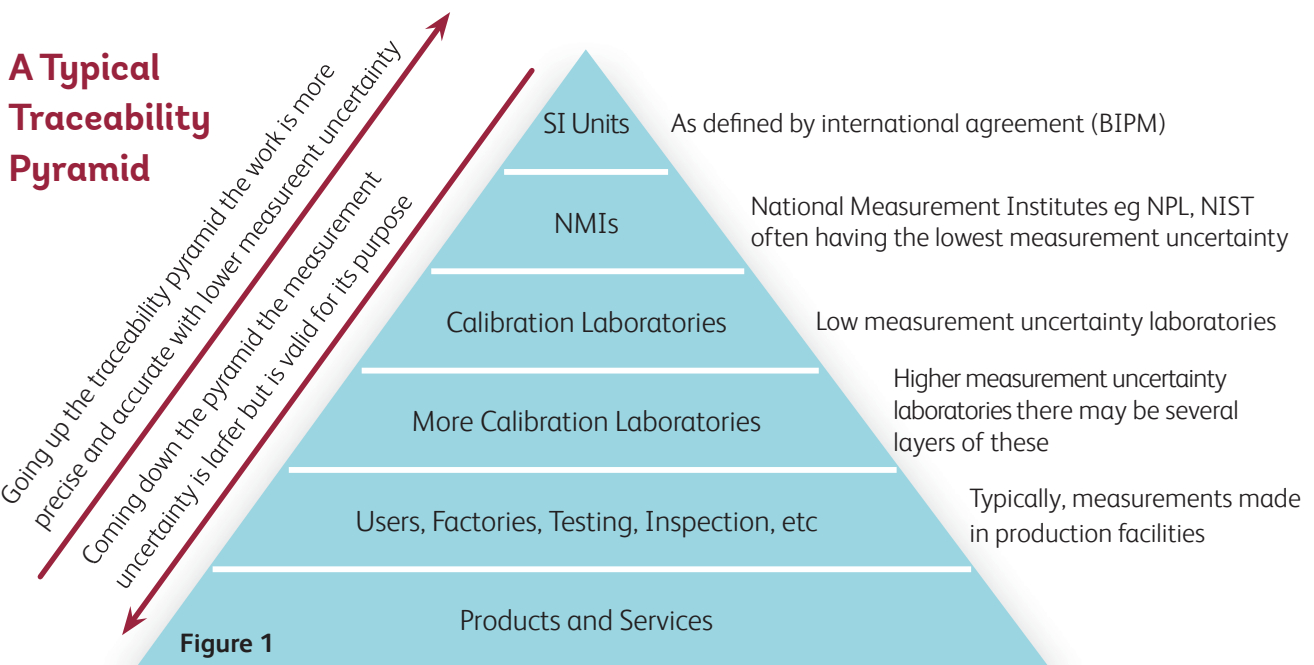 A Typical
Traceability
Pyramid
Going up the traceability pyramid the work is more
precise and accurate with lower measureent uncertainty
Coming down the pyramid the measurement
uncertainty is larfer but is valid for its purpose
SI Units
As defined by international agreement (BIPM)
NMIs
National Measurement Institutes eg NPL, NIST
often having the lowest measurement uncertainty
Calibration Laboratories
Low measurement uncertainty laboratories
More Calibration Laboratories
Higher measurement uncertainty
laboratories there may be several
layers of these
Users, Factories, Testing, Inspection, etc
Typically, measurements made
in production facilities
Products and Services
Figure 1